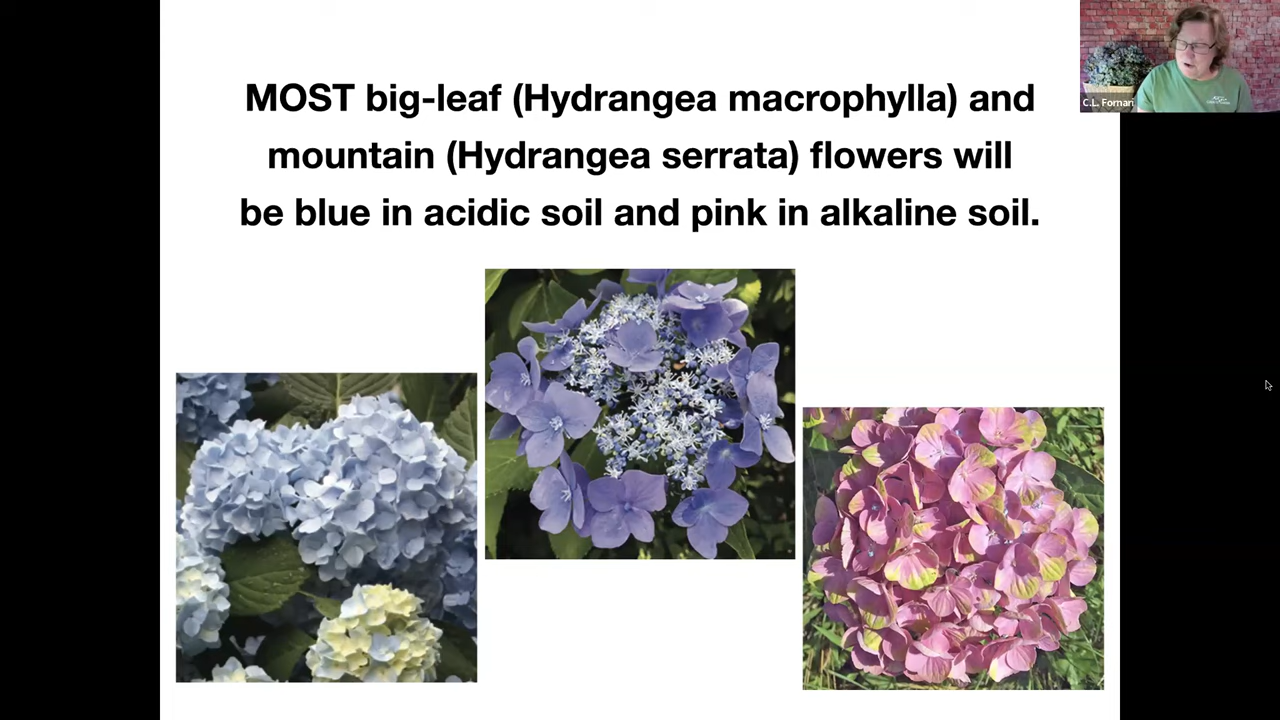 MOST big-leaf (Hydrangea macrophylla) and
mountain (Hydrangea serrata) flowers will
be blue in acidic soil and pink in alkaline soil.
C.L. Fornari